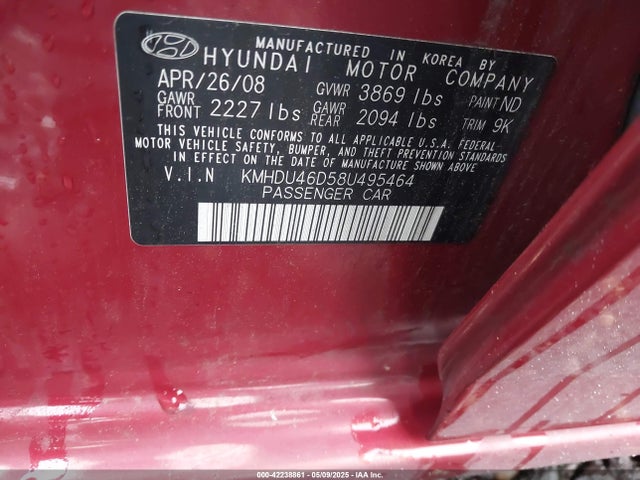 MANUFACTURED IN KOREA BY
HYUNDAI MOTOR COMPANY
APR/26/08 GVWR 3869 lbs PAINT ND
GAWR FRONT 2227 lbs GAWR REAR 2094 lbs TRIM 9K
THIS VEHICLE CONFORMS TO ALL APPLICABLE U.S.A. FEDERAL
MOTOR VEHICLE SAFETY, BUMPER, AND THEFT PREVENTION STANDARDS
IN EFFECT ON THE DATE OF MANUFACTURE SHOWN ABOVE
V.I.N KMHDU46D58U495464
PASSENGER CAR
000-42238861 - 05/09/2025 - IAA, Inc.